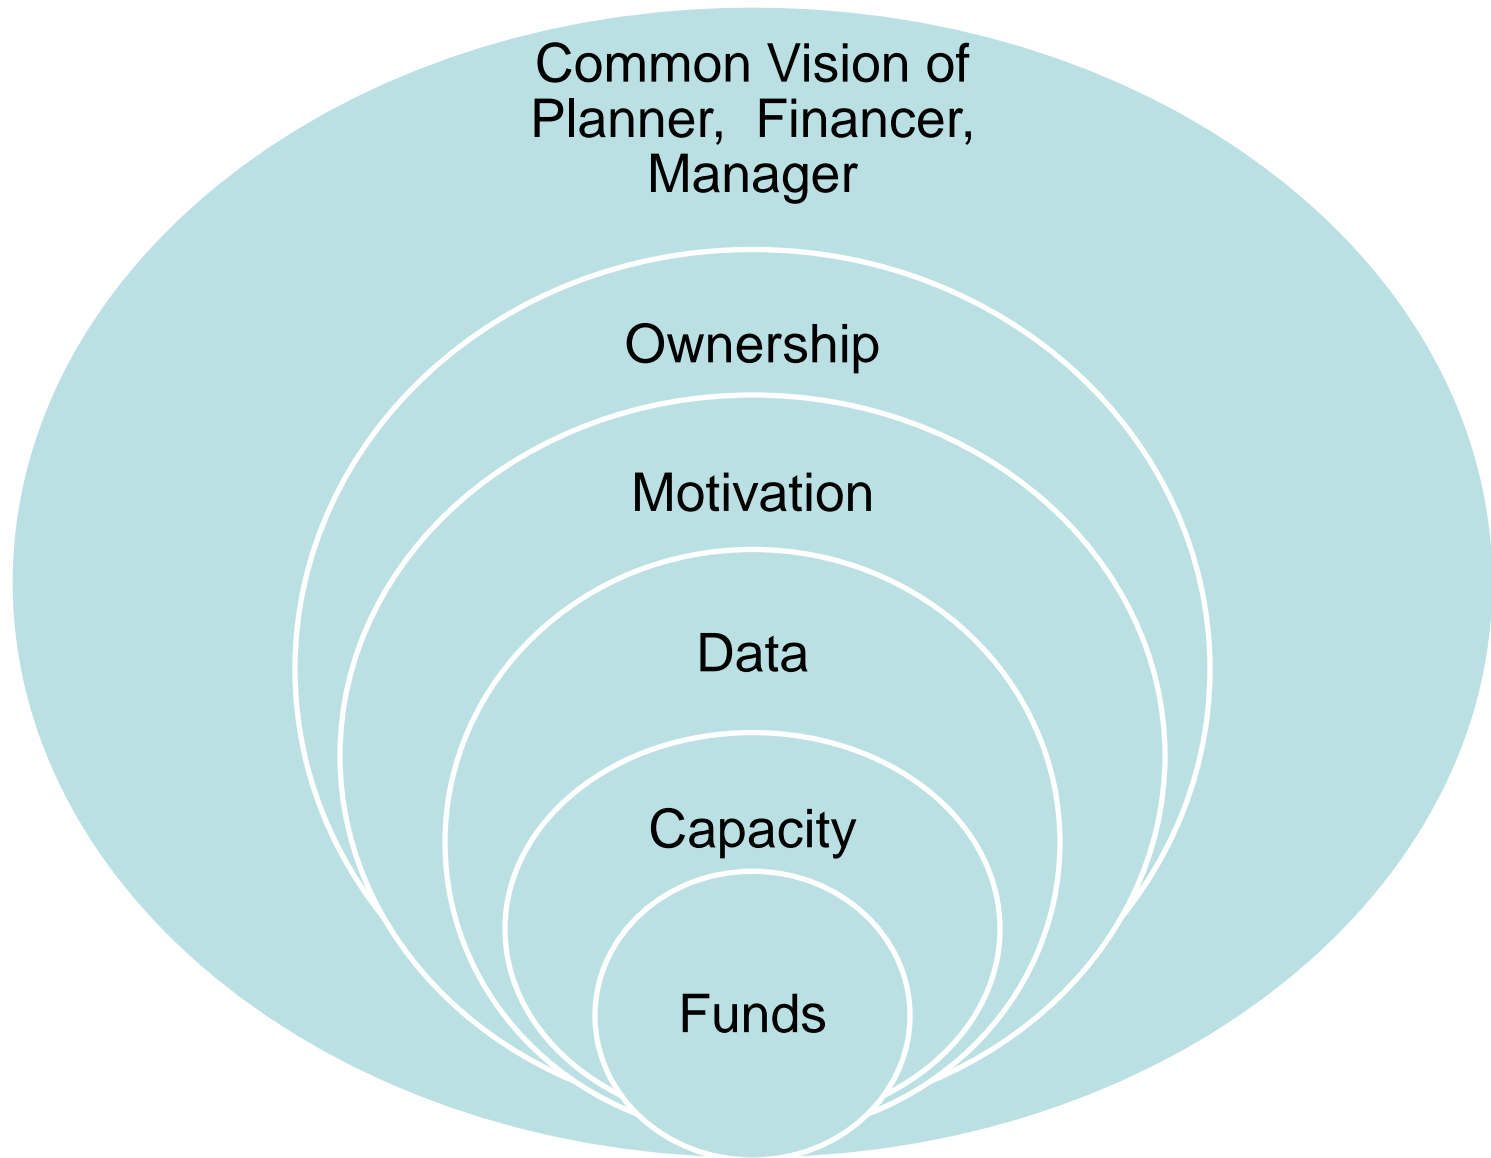 Common Vision of
Planner,  Financer,
Manager
Ownership
Motivation
Data
Capacity
Funds